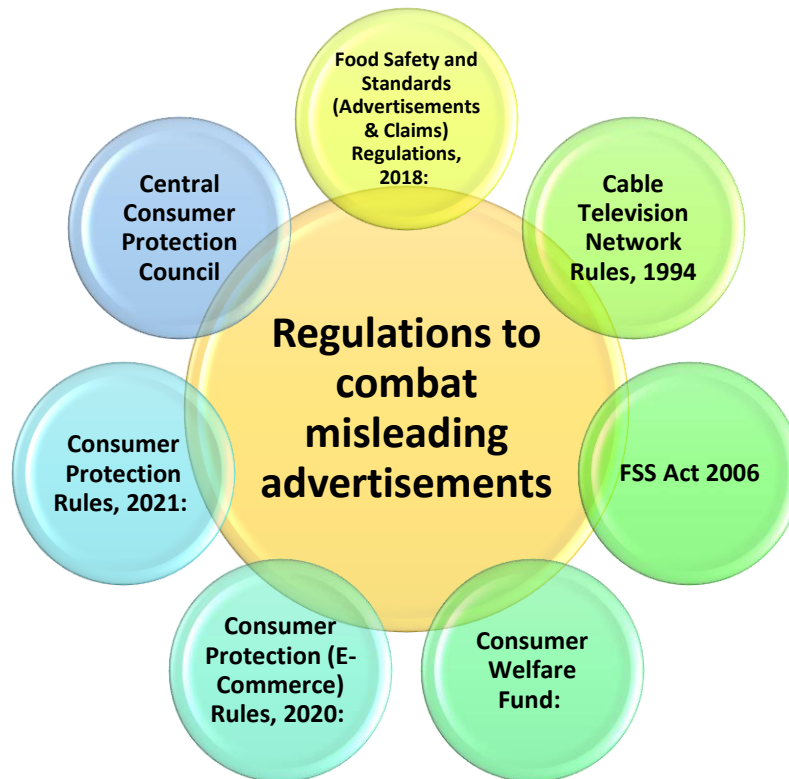 Food Safety and
Standards
(Advertisements
& Claims)
Regulations,
2018:
Cable
Television
Network
Rules, 1994
FSS Act 2006
Consumer
Welfare
Fund:
Consumer
Protection (E-
Commerce)
Rules, 2020:
Consumer
Protection
Rules, 2021:
Central
Consumer
Protection
Council
Regulations to
combat
misleading
advertisements